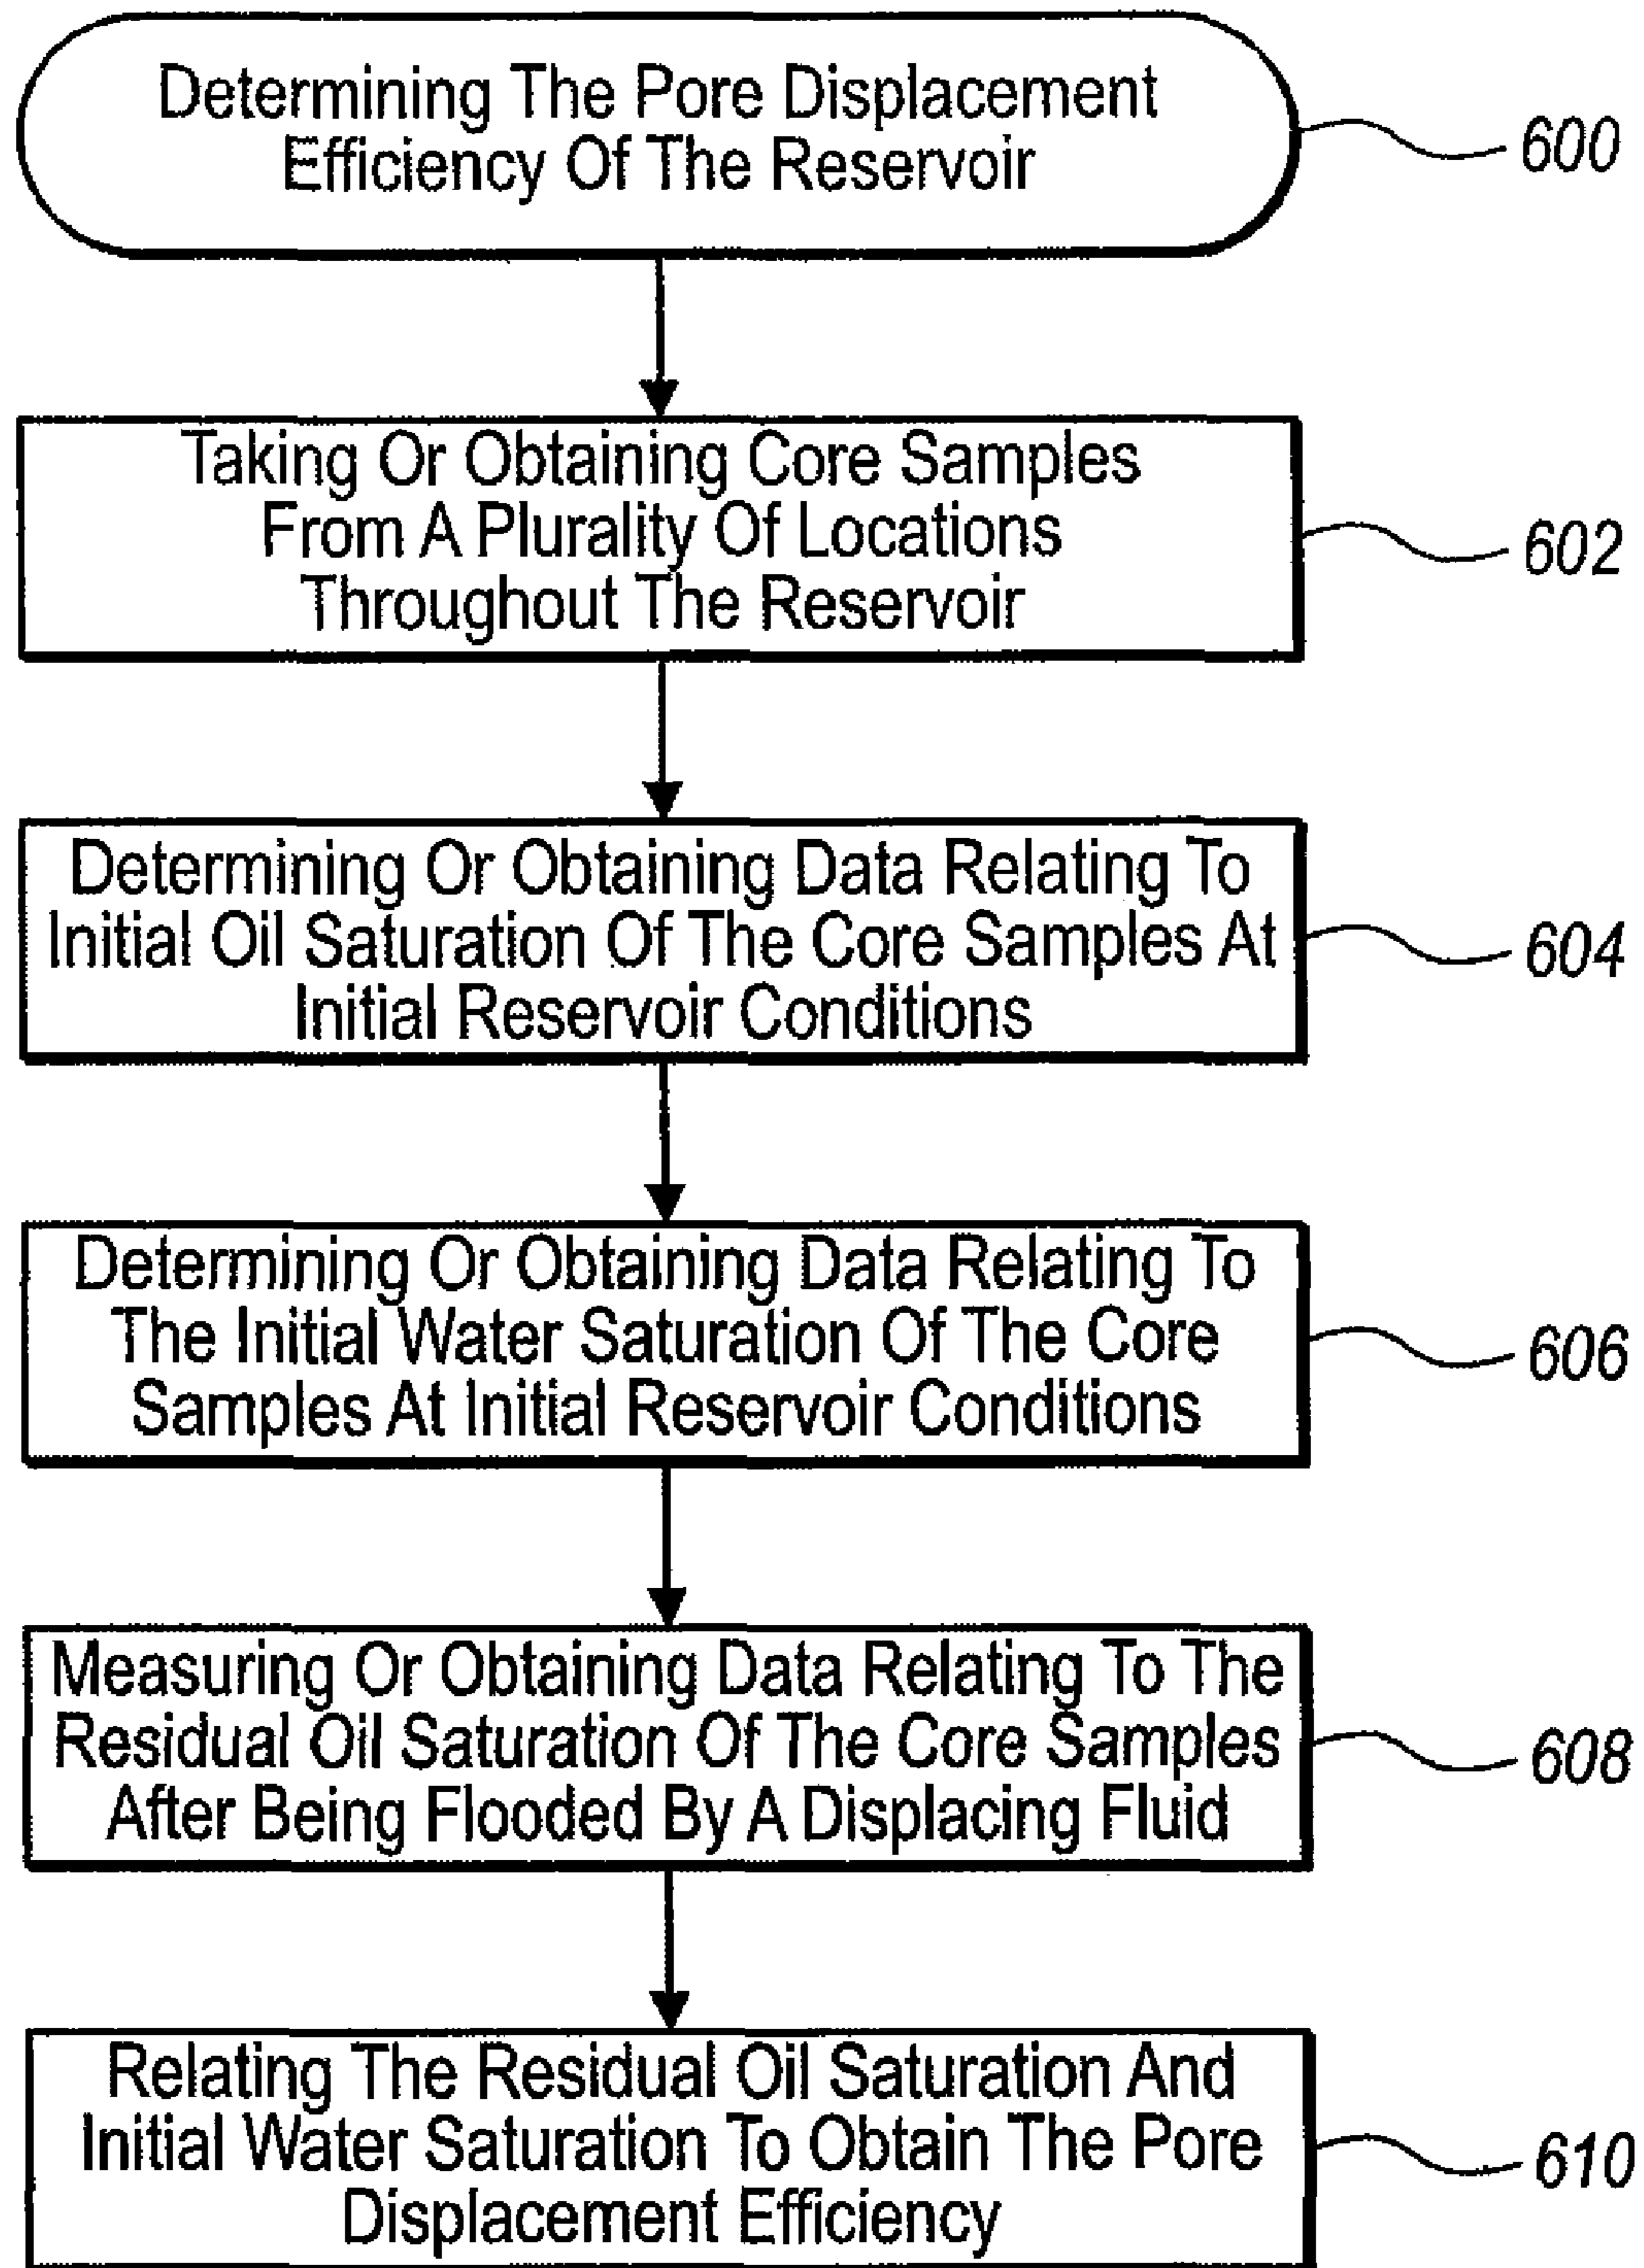 Determining The Pore Displacement
Efficiency Of The Reservoir
600
Taking Or Obtaining Core Samples
From A Plurality Of Locations
Throughout The Reservoir
602
Determining Or Obtaining Data Relating To
Initial Oil Saturation Of The Core Samples At
Initial Reservoir Conditions
604
Determining Or Obtaining Data Relating To
The Initial Water Saturation Of The Core
Samples At Initial Reservoir Conditions
606
Measuring Or Obtaining Data Relating To The
Residual Oil Saturation Of The Core Samples
After Being Flooded By A Displacing Fluid
608
Relating The Residual Oil Saturation And
Initial Water Saturation To Obtain The Pore
Displacement Efficiency
610